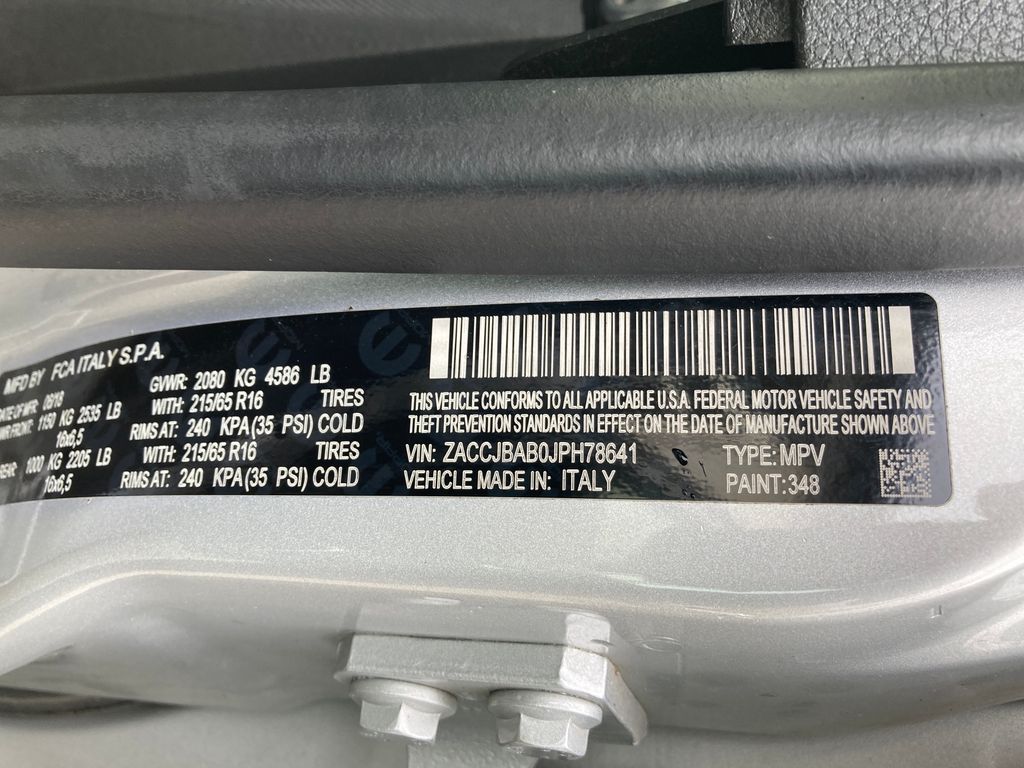 MFD BY FCA ITALY S.P.A.
DATE OF MFR 08/18 GVWR: 2080 KG 4586 LB
WR FRONT: 1150 KG 2535 LB WITH: 215/65 R16 TIRES
16x6,5 RIMS AT: 240 KPA (35 PSI) COLD
REAR: 1000 KG 2205 LB WITH: 215/65 R16 TIRES
16x6,5 RIMS AT: 240 KPA (35 PSI) COLD
THIS VEHICLE CONFORMS TO ALL APPLICABLE U.S.A. FEDERAL MOTOR VEHICLE SAFETY AND
THEFT PREVENTION STANDARDS IN EFFECT ON THE DATE OF MANUFACTURE SHOWN ABOVE
VIN: ZACCJBAB0JPH78641 TYPE: MPV
VEHICLE MADE IN: ITALY PAINT: 348